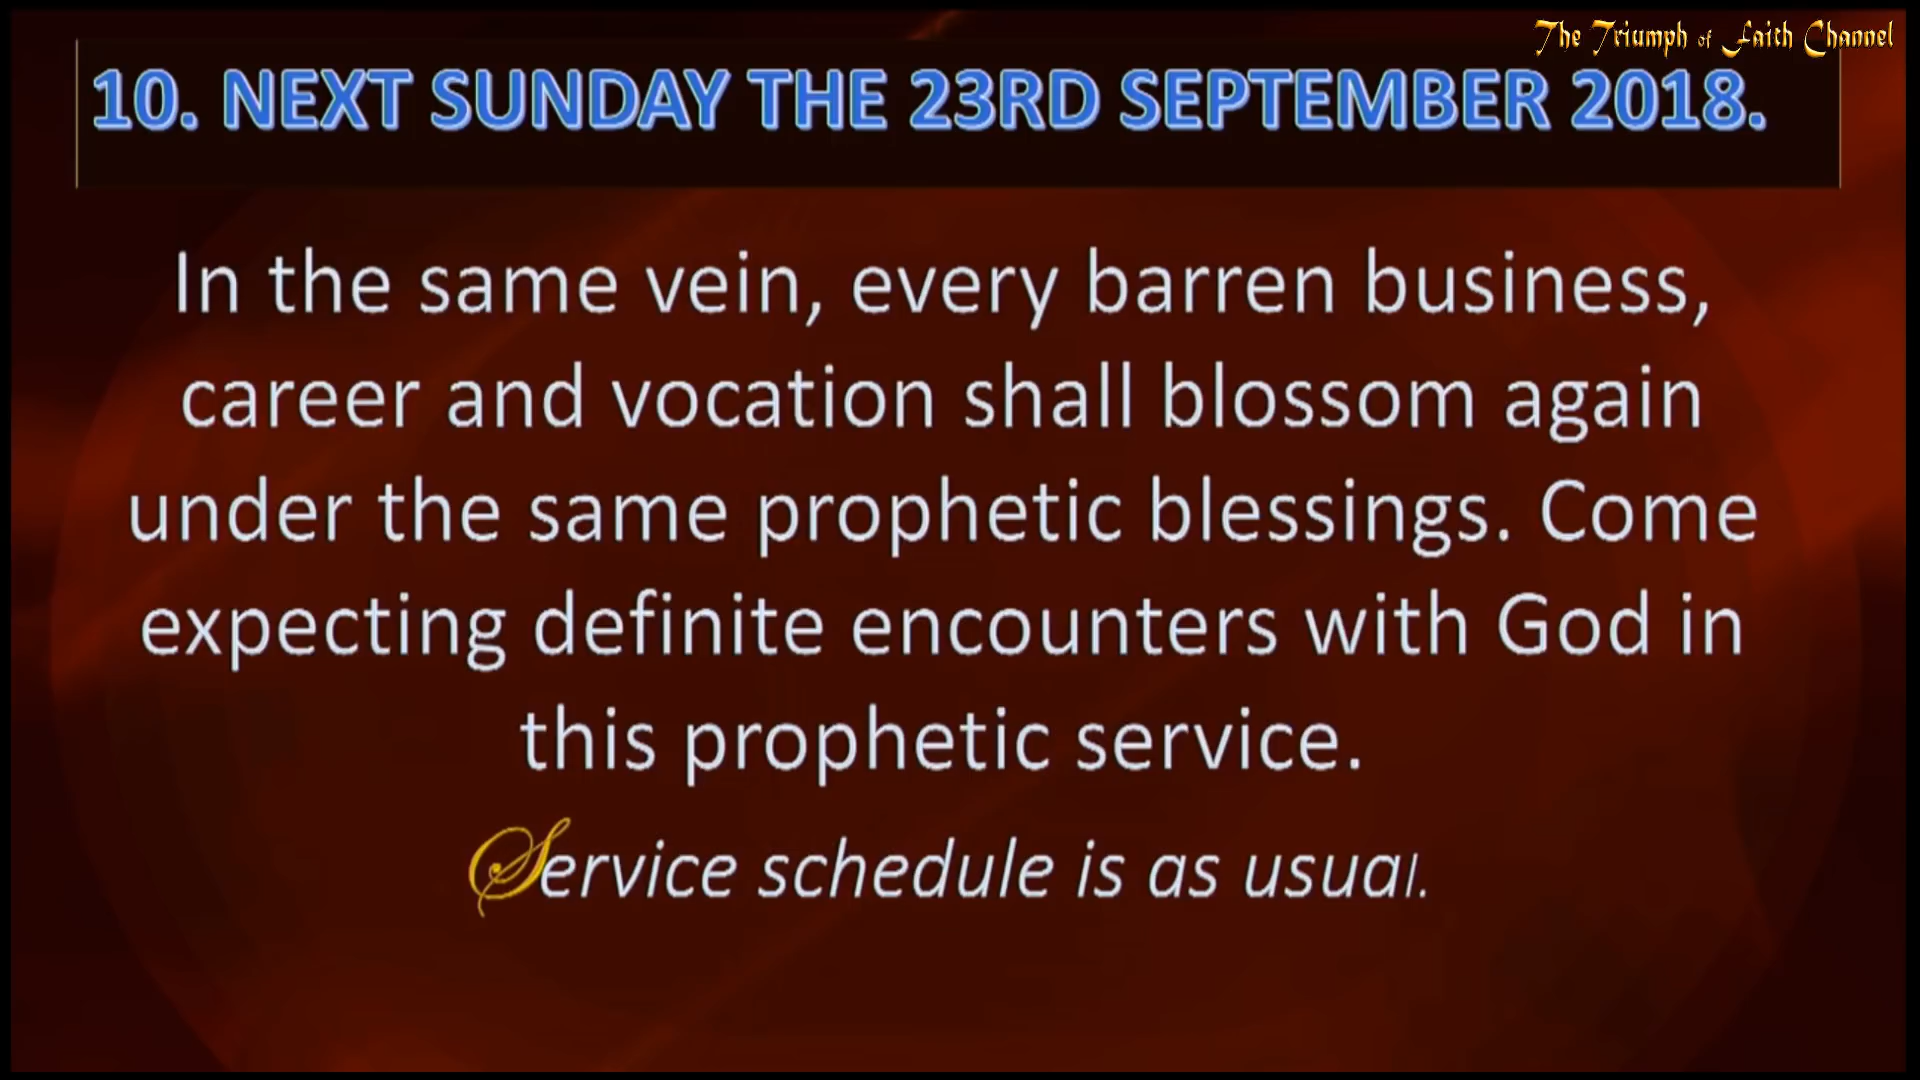 The Triumph of Faith Channel
10. NEXT SUNDAY THE 23RD SEPTEMBER 2018.
In the same vein, every barren business,
career and vocation shall blossom again
under the same prophetic blessings. Come
expecting definite encounters with God in
this prophetic service.
Service schedule is as usual.